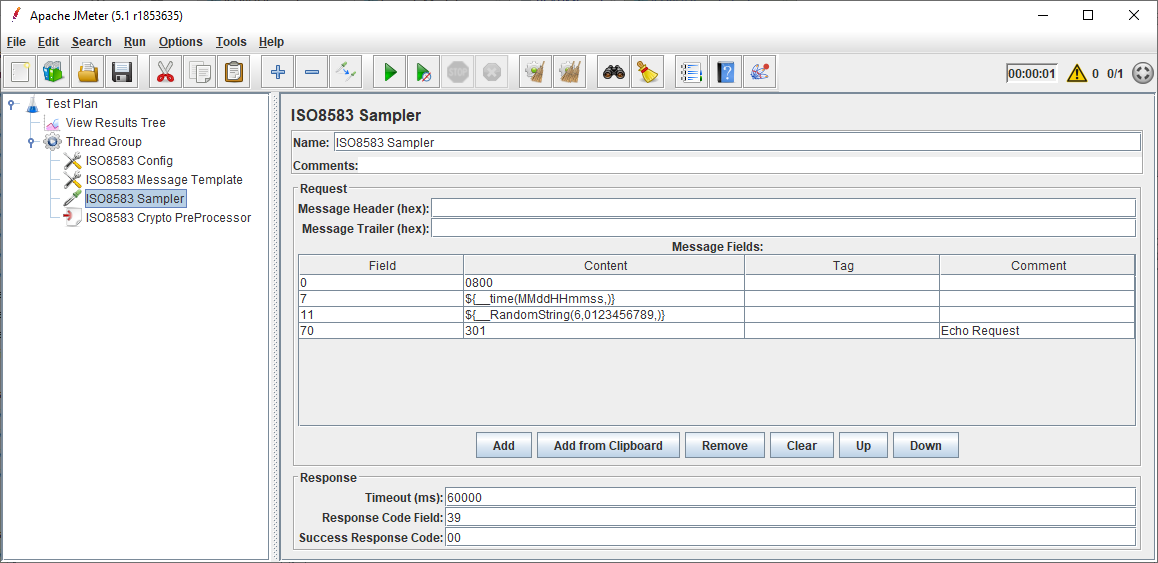 Apache JMeter (5.1 r1853635)
File Edit Search Run Options Tools Help
STOP
00:00:01 0 0/1
Test Plan
View Results Tree
Thread Group
ISO8583 Config
ISO8583 Message Template
ISO8583 Sampler
ISO8583 Crypto PreProcessor
ISO8583 Sampler
Name: ISO8583 Sampler
Comments:
Request
Message Header (hex):
Message Trailer (hex):
Message Fields:
Field Content Tag Comment
0 0800
7 ${__time(MMddHHmmss,)}
11 ${__RandomString(6,0123456789,)}
70 301 Echo Request
Add Add from Clipboard Remove Clear Up Down
Response
Timeout (ms): 60000
Response Code Field: 39
Success Response Code: 00